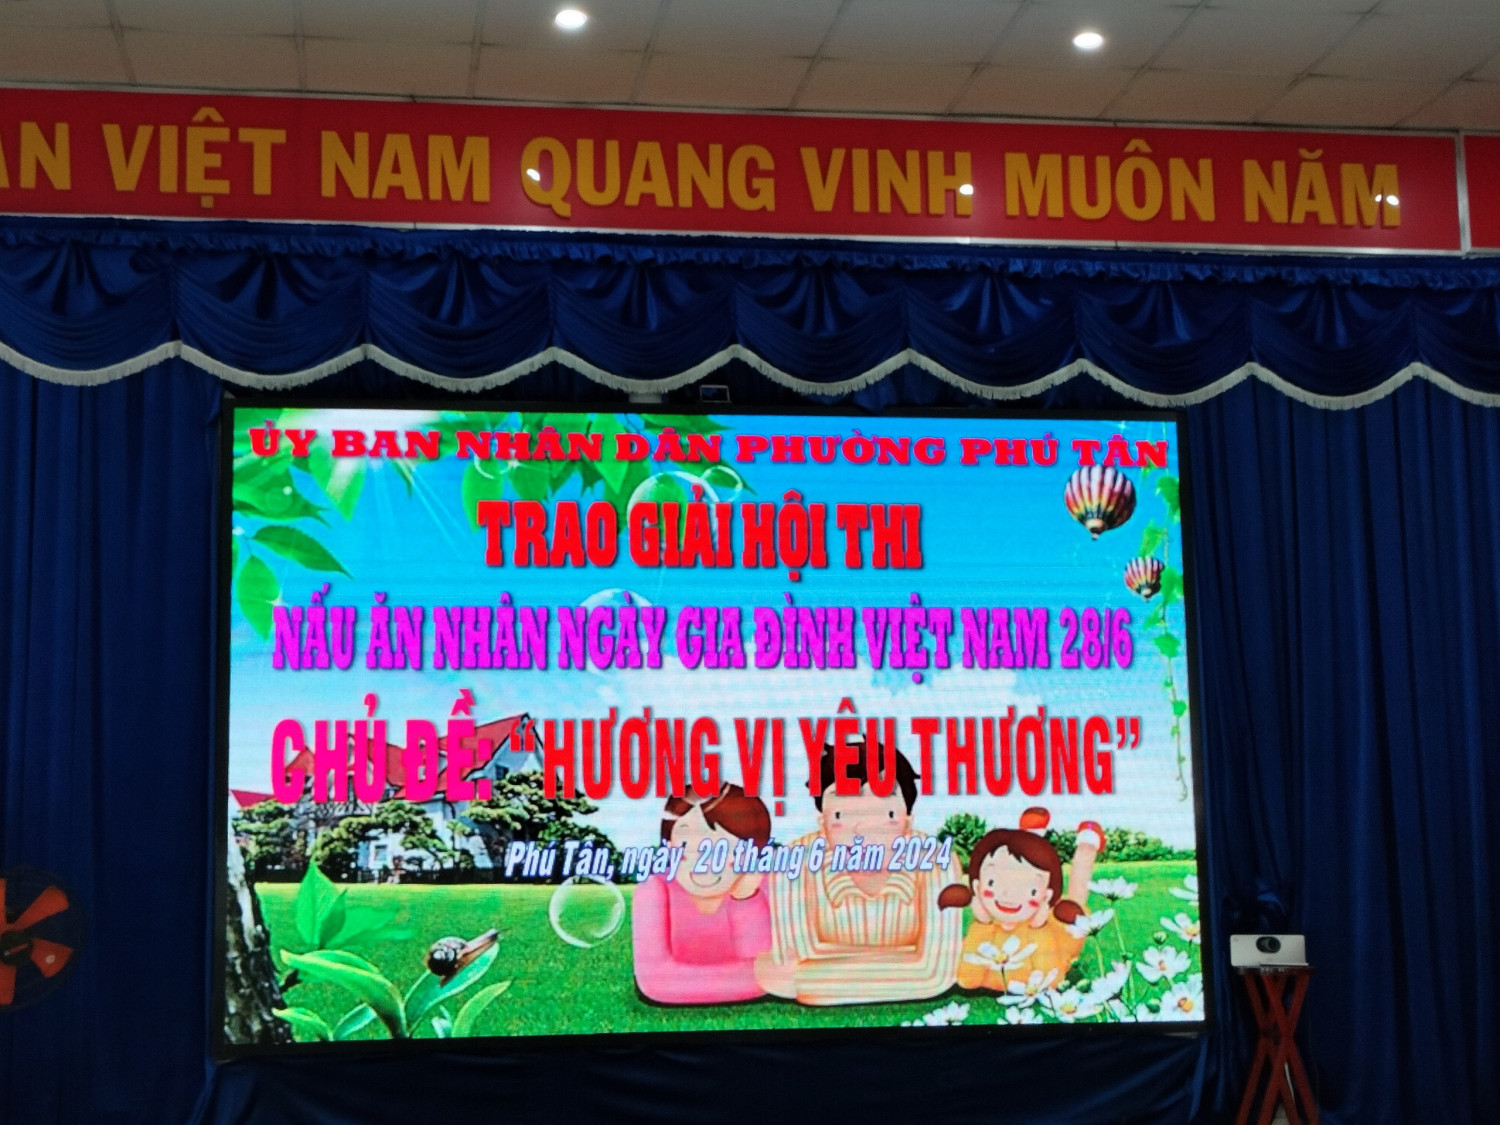 VIỆT NAM QUANG VINH MUÔN NĂM
ỦY BAN NHÂN DÂN PHƯỜNG PHÚ TÂN
TRAO GIẢI HỘI THI
NẤU ĂN NHÂN NGÀY GIA ĐÌNH VIỆT NAM 28/6
CHỦ ĐỀ: “HƯƠNG VỊ YÊU THƯƠNG”
Phú Tân, ngày 20 tháng 6 năm 2024